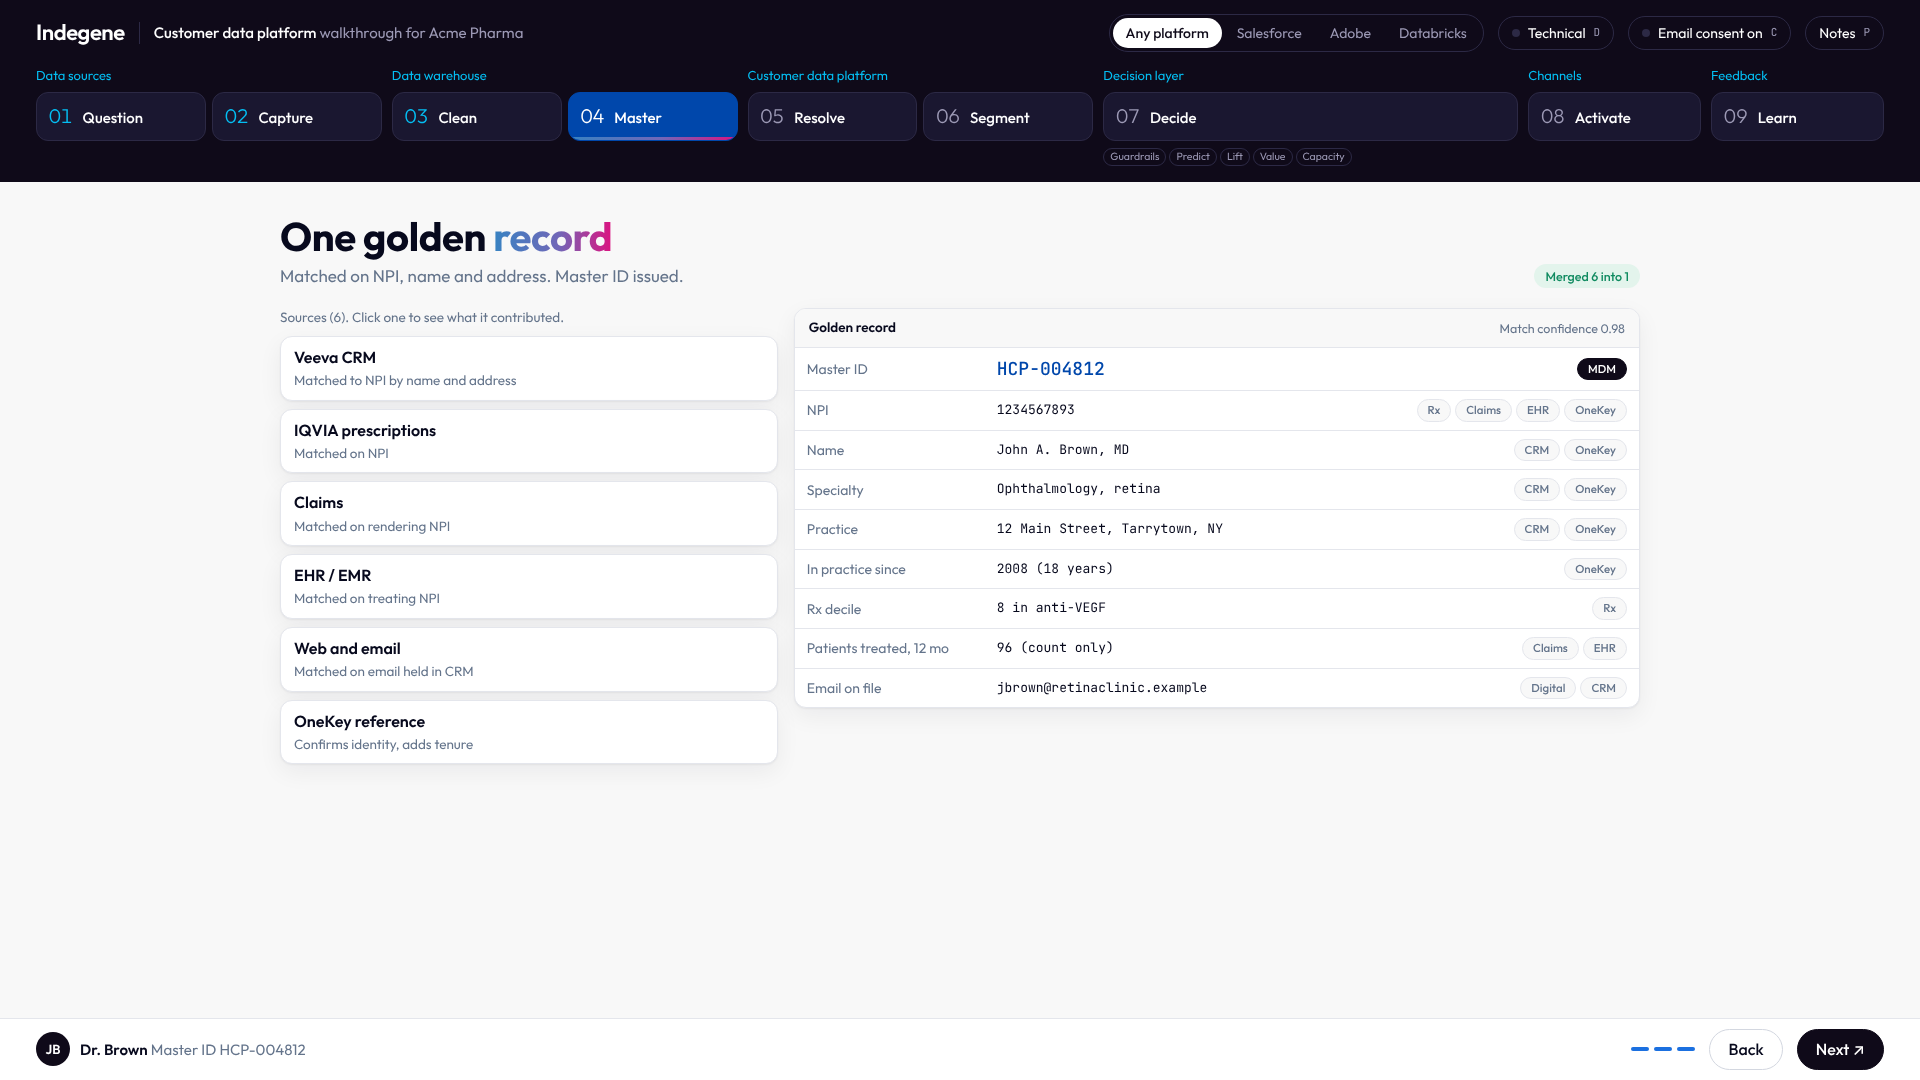 Indegene
Customer data platform walkthrough for Acme Pharma
Any platform
Salesforce
Adobe
Databricks
Technical D
Email consent on C
Notes P
Data sources
Data warehouse
Customer data platform
Decision layer
Channels
Feedback
01 Question
02 Capture
03 Clean
04 Master
05 Resolve
06 Segment
07 Decide
08 Activate
09 Learn
Guardrails
Predict
Lift
Value
Capacity
One golden record
Matched on NPI, name and address. Master ID issued.
Merged 6 into 1
Sources (6). Click one to see what it contributed.
Veeva CRM
Matched to NPI by name and address
IQVIA prescriptions
Matched on NPI
Claims
Matched on rendering NPI
EHR / EMR
Matched on treating NPI
Web and email
Matched on email held in CRM
OneKey reference
Confirms identity, adds tenure
Golden record
Match confidence 0.98
Master ID HCP-004812 MDM
NPI 1234567893 Rx Claims EHR OneKey
Name John A. Brown, MD CRM OneKey
Specialty Ophthalmology, retina CRM OneKey
Practice 12 Main Street, Tarrytown, NY CRM OneKey
In practice since 2008 (18 years) OneKey
Rx decile 8 in anti-VEGF Rx
Patients treated, 12 mo 96 (count only) Claims EHR
Email on file jbrown@retinaclinic.example Digital CRM
JB Dr. Brown Master ID HCP-004812
Back
Next ↗